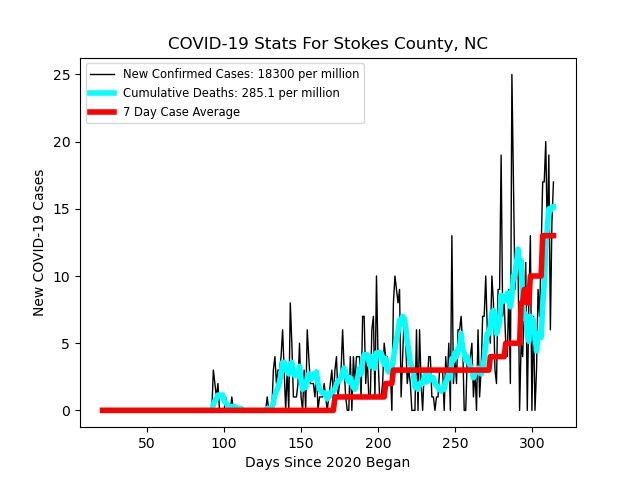 COVID-19 Stats For Stokes County, NC
New Confirmed Cases: 18300 per million
Cumulative Deaths: 285.1 per million
7 Day Case Average
New COVID-19 Cases
25
20
15
10
5
0
50 100 150 200 250 300
Days Since 2020 Began